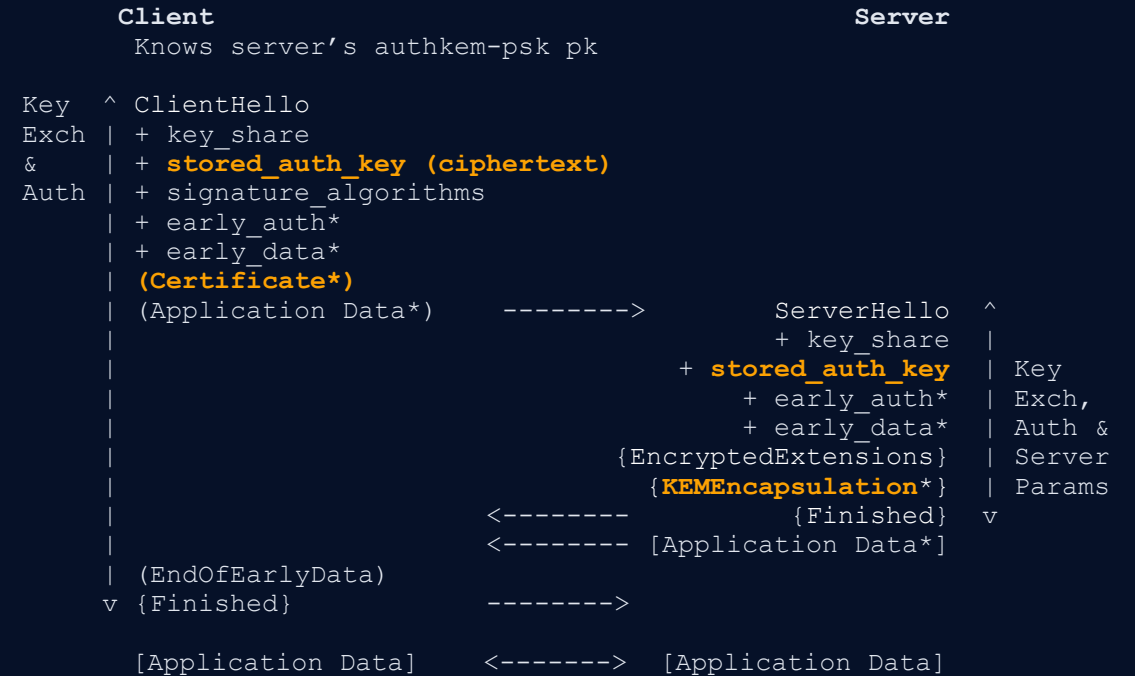 Client                                        Server
       Knows server’s authkem-psk pk
Key  ^ ClientHello
Exch | + key_share
&    | + stored_auth_key (ciphertext)
Auth | + signature_algorithms
     | + early_auth*
     | + early_data*
     | (Certificate*)
     | (Application Data*)    -------->        ServerHello  ^
     |                                         + key_share  |
     |                                   + stored_auth_key  | Key
     |                                       + early_auth*  | Exch,
     |                                       + early_data*  | Auth &
     |                               {EncryptedExtensions}  | Server
     |                                 {KEMEncapsulation*}  | Params
     |                       <--------          {Finished}  v
     |                       <-------- [Application Data*]
     | (EndOfEarlyData)
     v {Finished}            -------->
       [Application Data]    <------->  [Application Data]